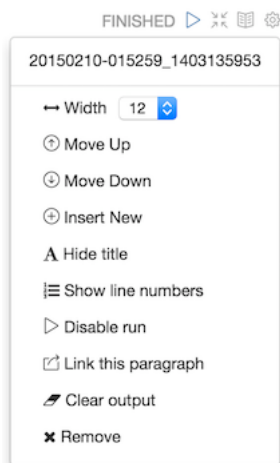 FINISHED
20150210-015259_1403135953
Width 12
Move Up
Move Down
Insert New
A Hide title
Show line numbers
Disable run
Link this paragraph
Clear output
Remove